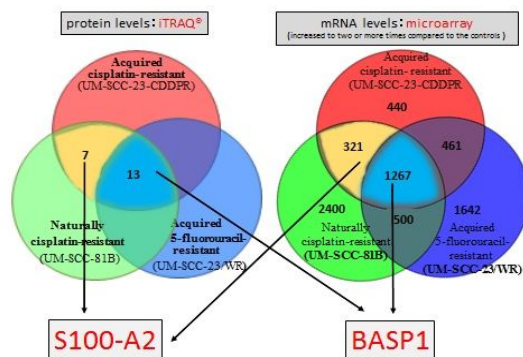 protein levels：iTRAQ®
Acquired
cisplatin-resistant
(UM-SCC-23-CDDPR)
7
13
Naturally
cisplatin-resistant
(UM-SCC-81B)
Acquired
5-fluorouracil-
resistant
(UM-SCC-23/WR)
mRNA levels：microarray
(increased to two or more times compared to the controls)
Acquired
cisplatin- resistant
(UM-SCC-23-CDDPR)
440
321
461
1267
2400
500
1642
Naturally
cisplatin-resistant
(UM-SCC-81B)
Acquired
5-fluorouracil-
resistant
(UM-SCC-23/WR)
S100-A2
BASP1